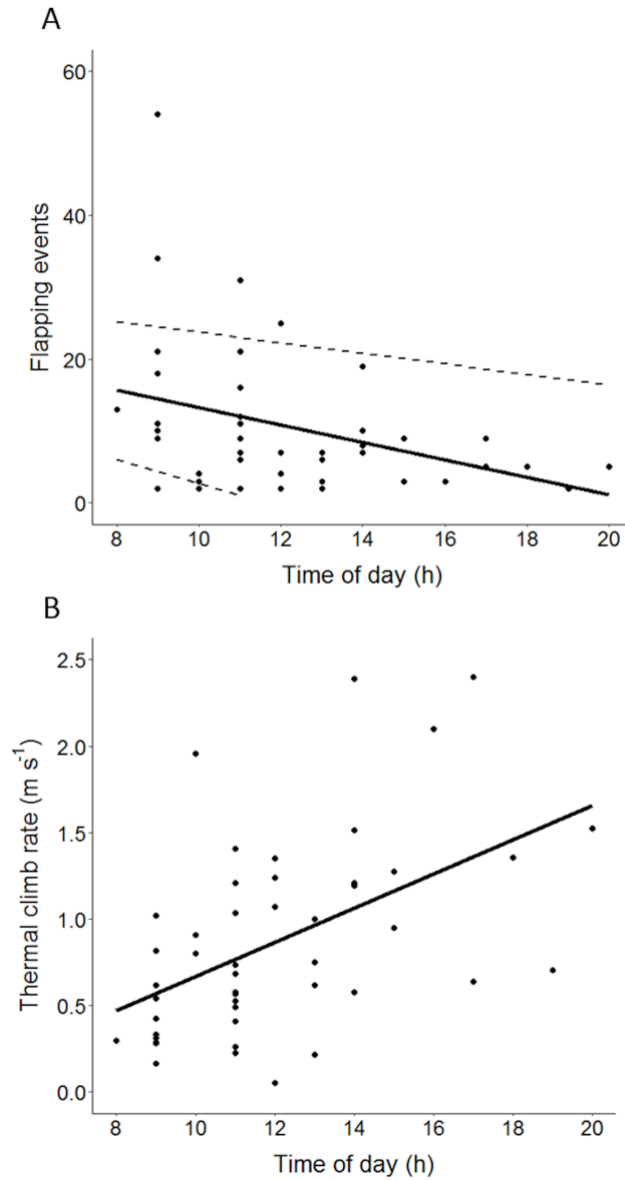 A
60
40
20
0
Flapping events
8 10 12 14 16 18 20
Time of day (h)
B
2.5
2.0
1.5
1.0
0.5
0.0
Thermal climb rate (m s⁻¹)
8 10 12 14 16 18 20
Time of day (h)